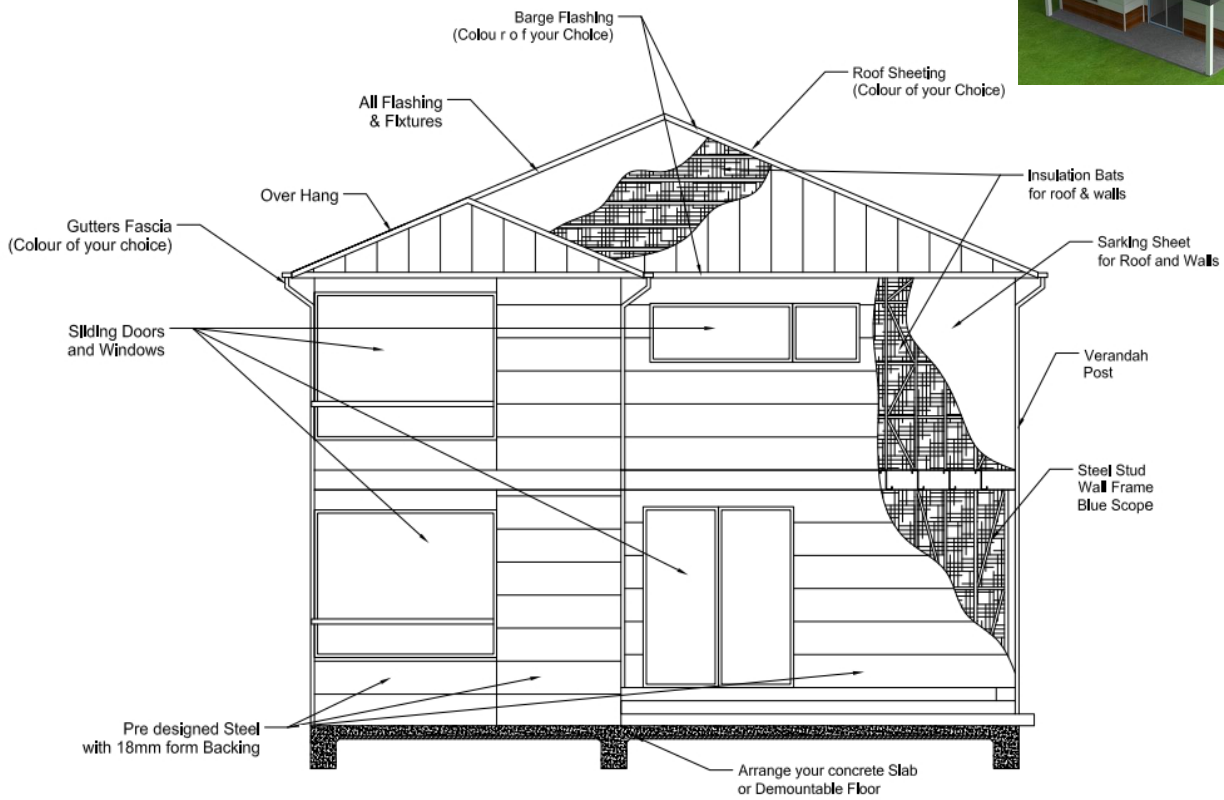 Barge Flashing
(Colou r o f your Choice)
Roof Sheeting
(Colour of your Choice)
All Flashing
& Fixtures
Insulation Bats
for roof & walls
Over Hang
Gutters Fascia
(Colour of your choice)
Sarking Sheet
for Roof and Walls
Sliding Doors
and Windows
Verandah
Post
Steel Stud
Wall Frame
Blue Scope
Pre designed Steel
with 18mm form Backing
Arrange your concrete Slab
or Demountable Floor